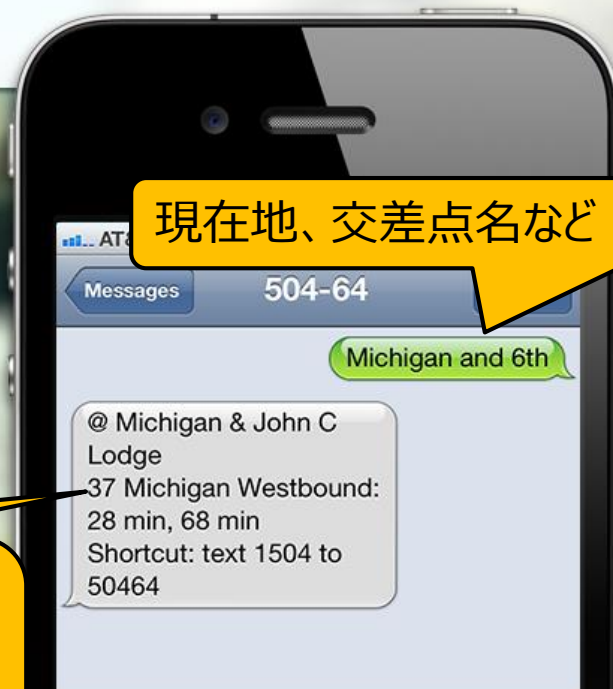 現在地、交差点名など
AT&
Messages
504-64
Michigan and 6th
@ Michigan & John C
Lodge
37 Michigan Westbound:
28 min, 68 min
Shortcut: text 1504 to
50464